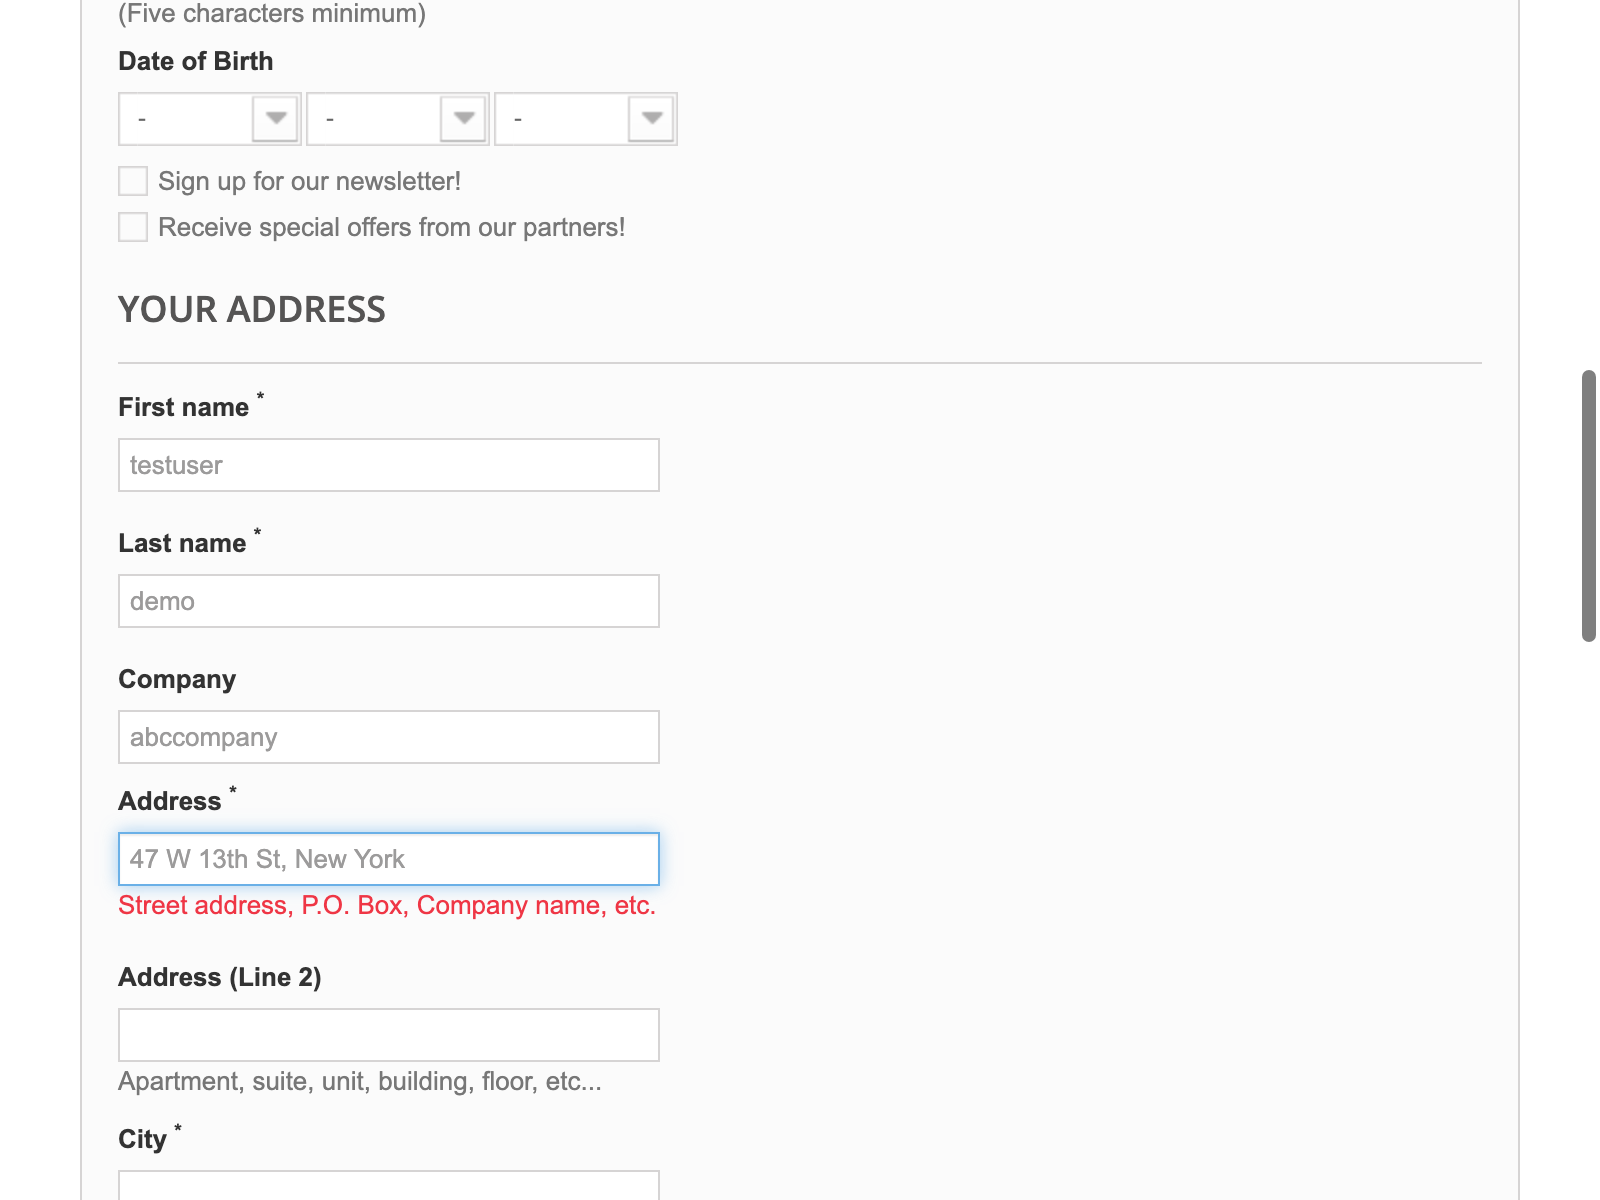 (Five characters minimum)
Date of Birth
- - -
Sign up for our newsletter!
Receive special offers from our partners!
YOUR ADDRESS
First name *
testuser
Last name *
demo
Company
abccompany
Address *
47 W 13th St, New York
Street address, P.O. Box, Company name, etc.
Address (Line 2)
Apartment, suite, unit, building, floor, etc...
City *